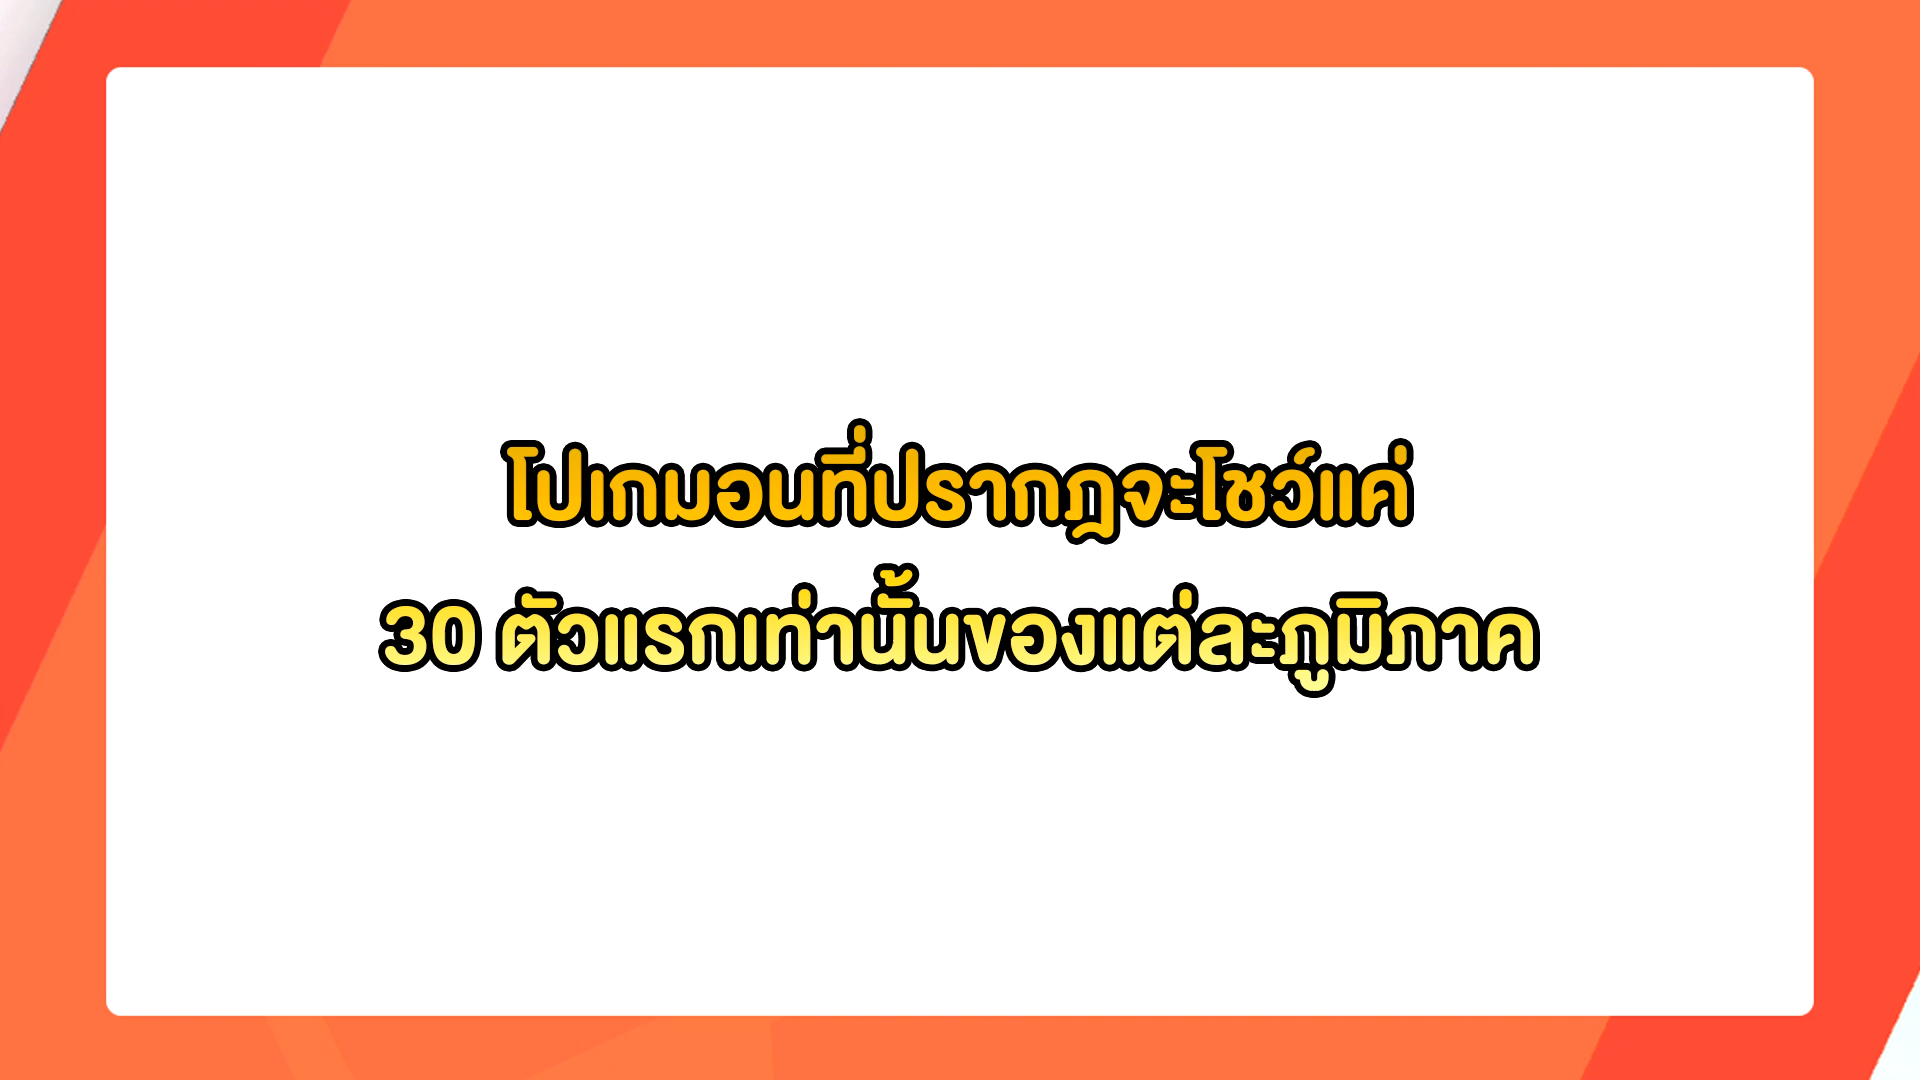 โปเกมอนที่ปรากฎจะโชว์แค่
30 ตัวแรกเท่านั้นของแต่ละภูมิภาค